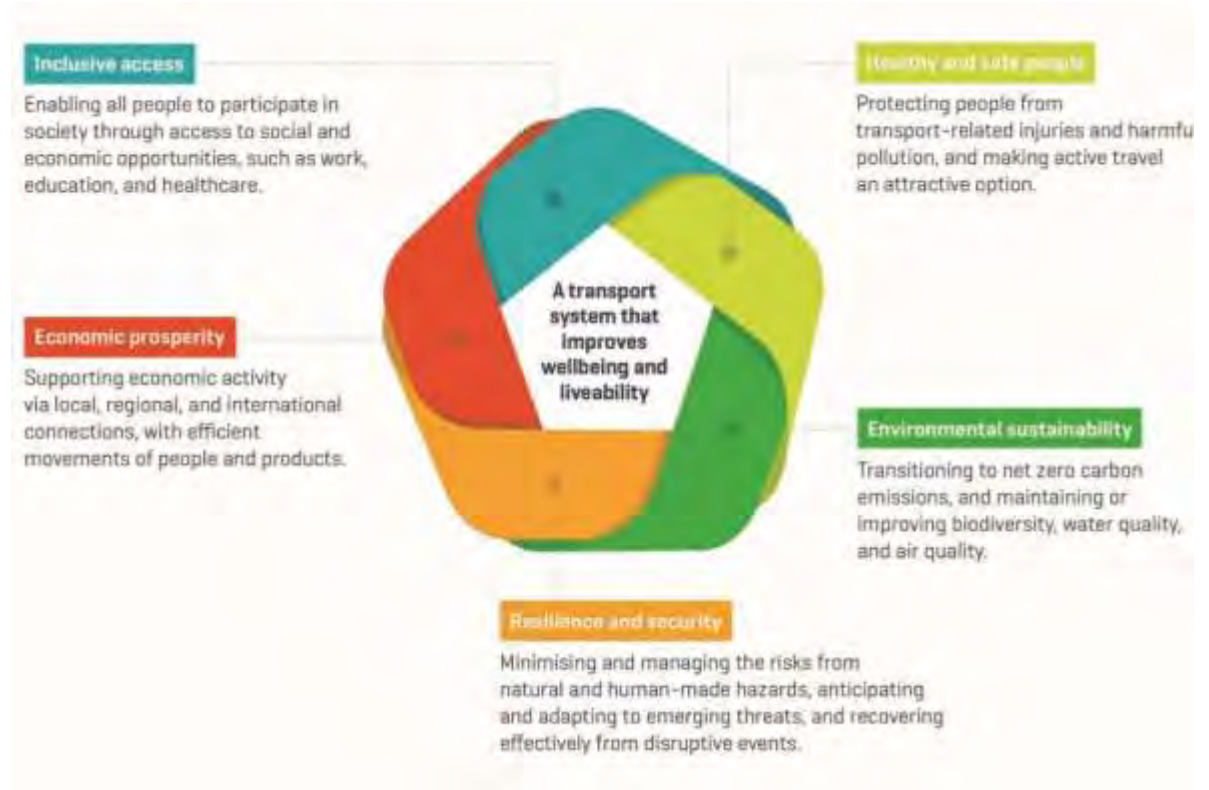 Inclusive access
Enabling all people to participate in
society through access to social and
economic opportunities, such as work,
education, and healthcare.
Healthy and safe people
Protecting people from
transport-related injuries and harmfu
pollution, and making active travel
an attractive option.
A transport
system that
improves
wellbeing and
liveability
Economic prosperity
Supporting economic activity
via local, regional, and international
connections, with efficient
movements of people and products.
Environmental sustainability
Transitioning to net zero carbon
emissions, and maintaining or
improving biodiversity, water quality,
and air quality.
Resilience and security
Minimising and managing the risks from
natural and human-made hazards, anticipating
and adapting to emerging threats, and recovering
effectively from disruptive events.